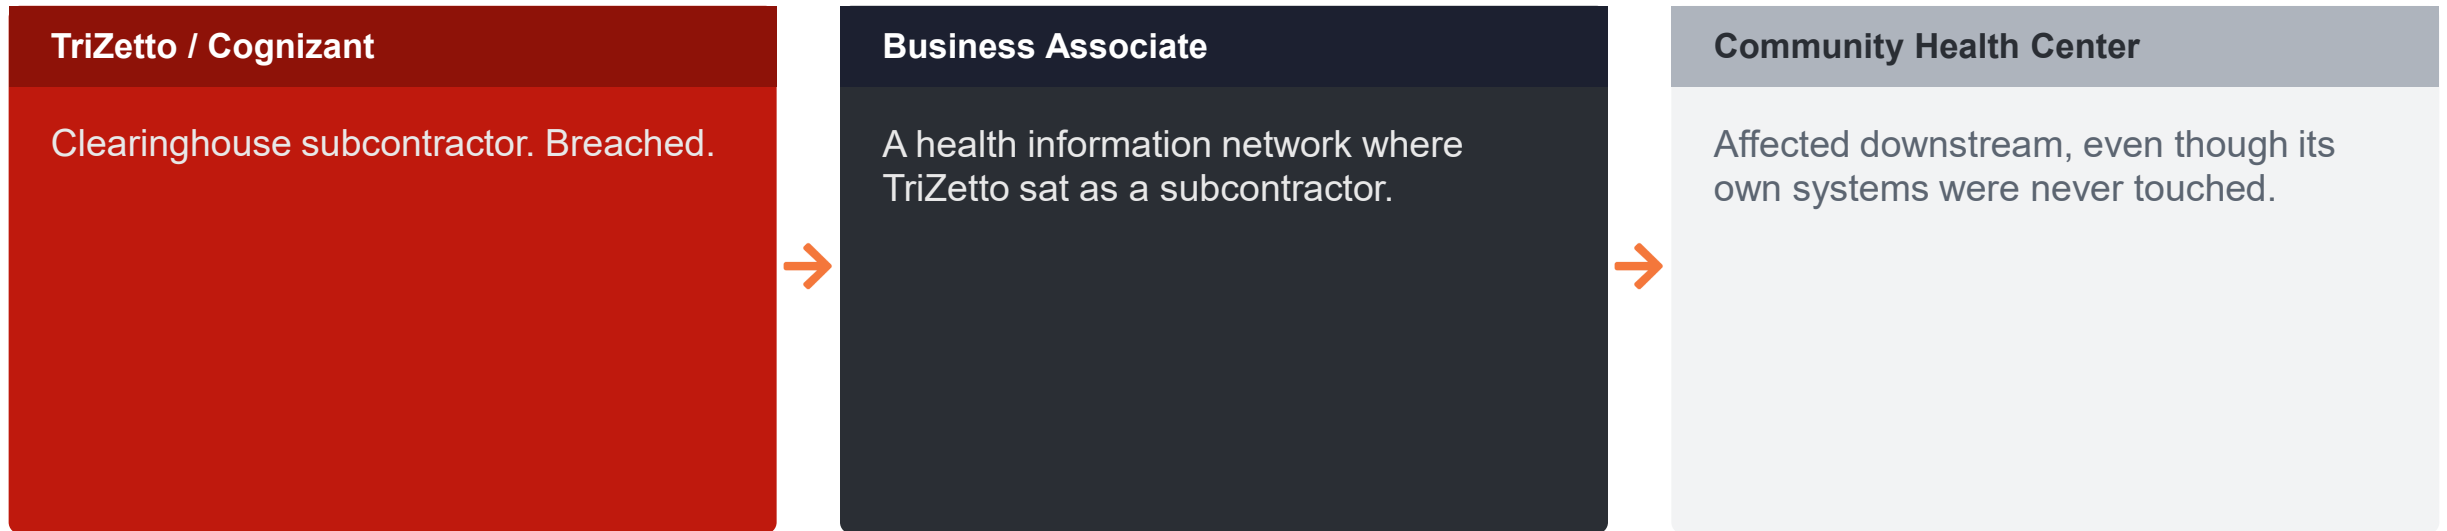 TriZetto / Cognizant
Clearinghouse subcontractor. Breached.
Business Associate
A health information network where
TriZetto sat as a subcontractor.
Community Health Center
Affected downstream, even though its
own systems were never touched.